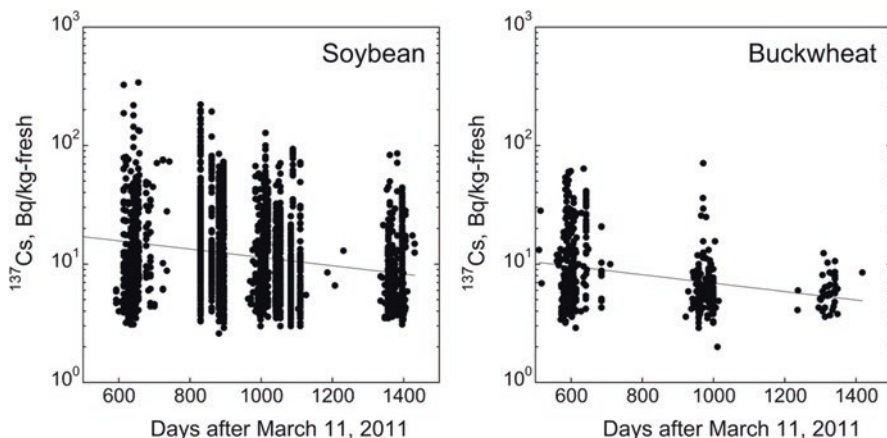 Soybean
10³
10²
10¹
10⁰
¹³⁷Cs, Bq/kg-fresh
600 800 1000 1200 1400
Days after March 11, 2011
Buckwheat
10³
10²
10¹
10⁰
¹³⁷Cs, Bq/kg-fresh
600 800 1000 1200 1400
Days after March 11, 2011